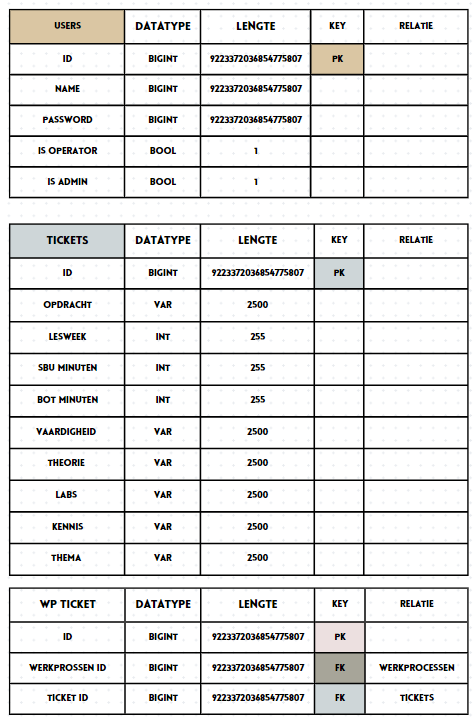 USERS DATATYPE LENGTE KEY RELATIE
ID BIGINT 9223372036854775807 PK
NAME BIGINT 9223372036854775807
PASSWORD BIGINT 9223372036854775807
IS OPERATOR BOOL 1
IS ADMIN BOOL 1
TICKETS DATATYPE LENGTE KEY RELATIE
ID BIGINT 9223372036854775807 PK
OPDRACHT VAR 2500
LESWEEK INT 255
SBU MINUTEN INT 255
BOT MINUTEN INT 255
VAARDIGHEID VAR 2500
THEORIE VAR 2500
LABS VAR 2500
KENNIS VAR 2500
THEMA VAR 2500
WP TICKET DATATYPE LENGTE KEY RELATIE
ID BIGINT 9223372036854775807 PK
WERKPROSSEN ID BIGINT 9223372036854775807 FK WERKPROCESSEN
TICKET ID BIGINT 9223372036854775807 FK TICKETS